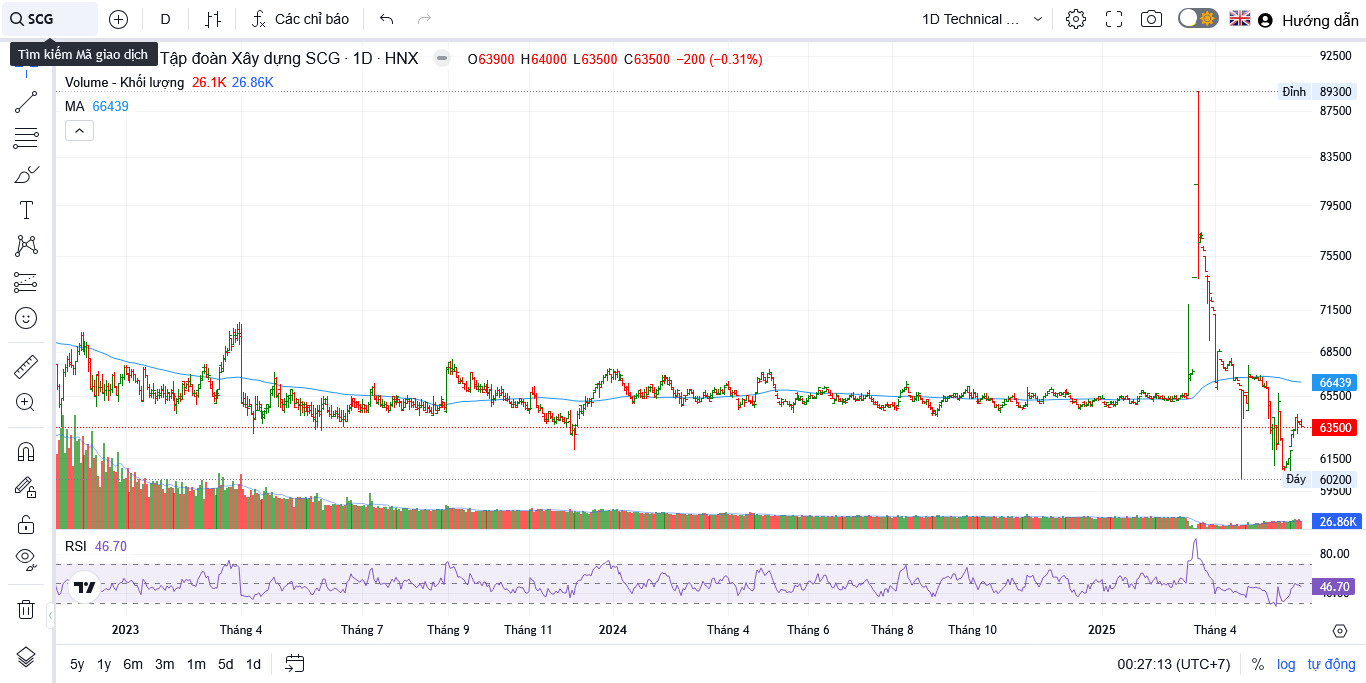 SCG D Các chỉ báo 1D Technical ... Hướng dẫn
Tìm kiếm Mã giao dịch Tập đoàn Xây dựng SCG · 1D · HNX O63900 H64000 L63500 C63500 −200 (−0.31%)
Volume - Khối lượng 26.1K 26.86K
MA 66439
92500
Đỉnh 89300
87500
83500
79500
75500
71500
68500
66439
65500
63500
61500
Đáy 60200
59500
26.86K
RSI 46.70
80.00
46.70
2023 Tháng 4 Tháng 7 Tháng 9 Tháng 11 2024 Tháng 4 Tháng 6 Tháng 8 Tháng 10 2025 Tháng 4
5y 1y 6m 3m 1m 5d 1d 00:27:13 (UTC+7) % log tự động